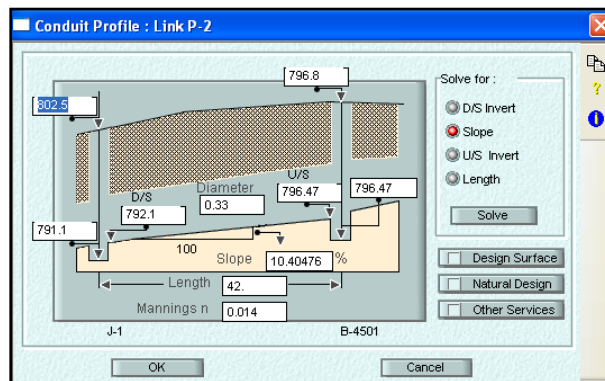 Conduit Profile : Link P-2
796.8
802.5
Solve for :
D/S Invert
Slope
U/S Invert
Length
Solve
U/S
D/S
Diameter
796.47
796.47
792.1
0.33
791.1
100
Slope
10.40476 %
Length
42.
Mannings n
0.014
J-1
B-4501
Design Surface
Natural Design
Other Services
OK
Cancel
?
i